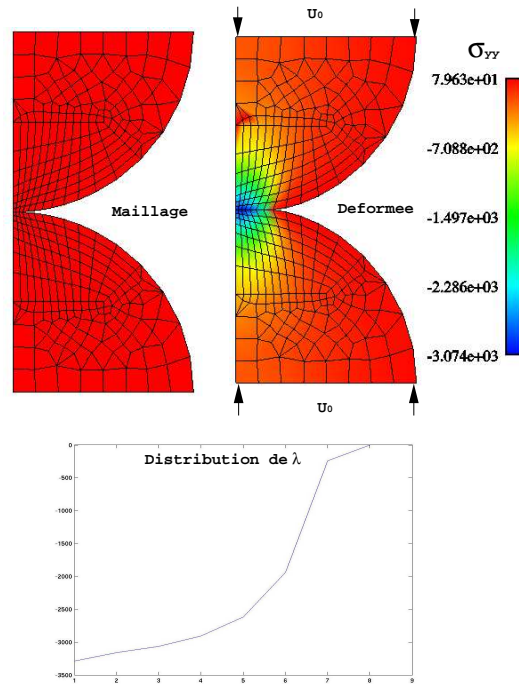 U₀
σYY
7.963e+01
-7.088e+02
-1.497e+03
-2.286e+03
-3.074e+03
Maillage
Deformee
U₀
Distribution de λ
0
-500
-1000
-1500
-2000
-2500
-3000
-3500
1 2 3 4 5 6 7 8 9